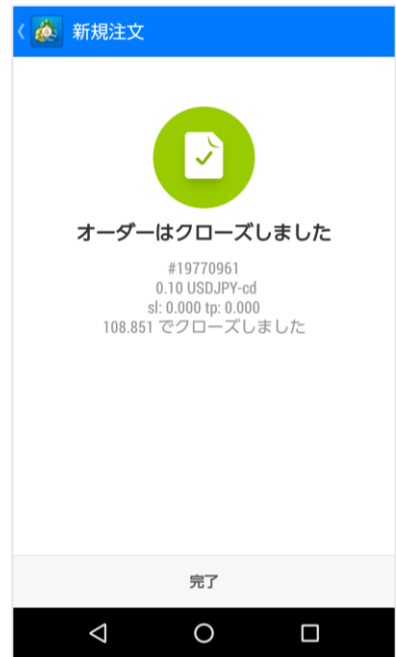 新規注文
オーダーはクローズしました
#19770961
0.10 USDJPY-cd
sl: 0.000 tp: 0.000
108.851 でクローズしました
完了